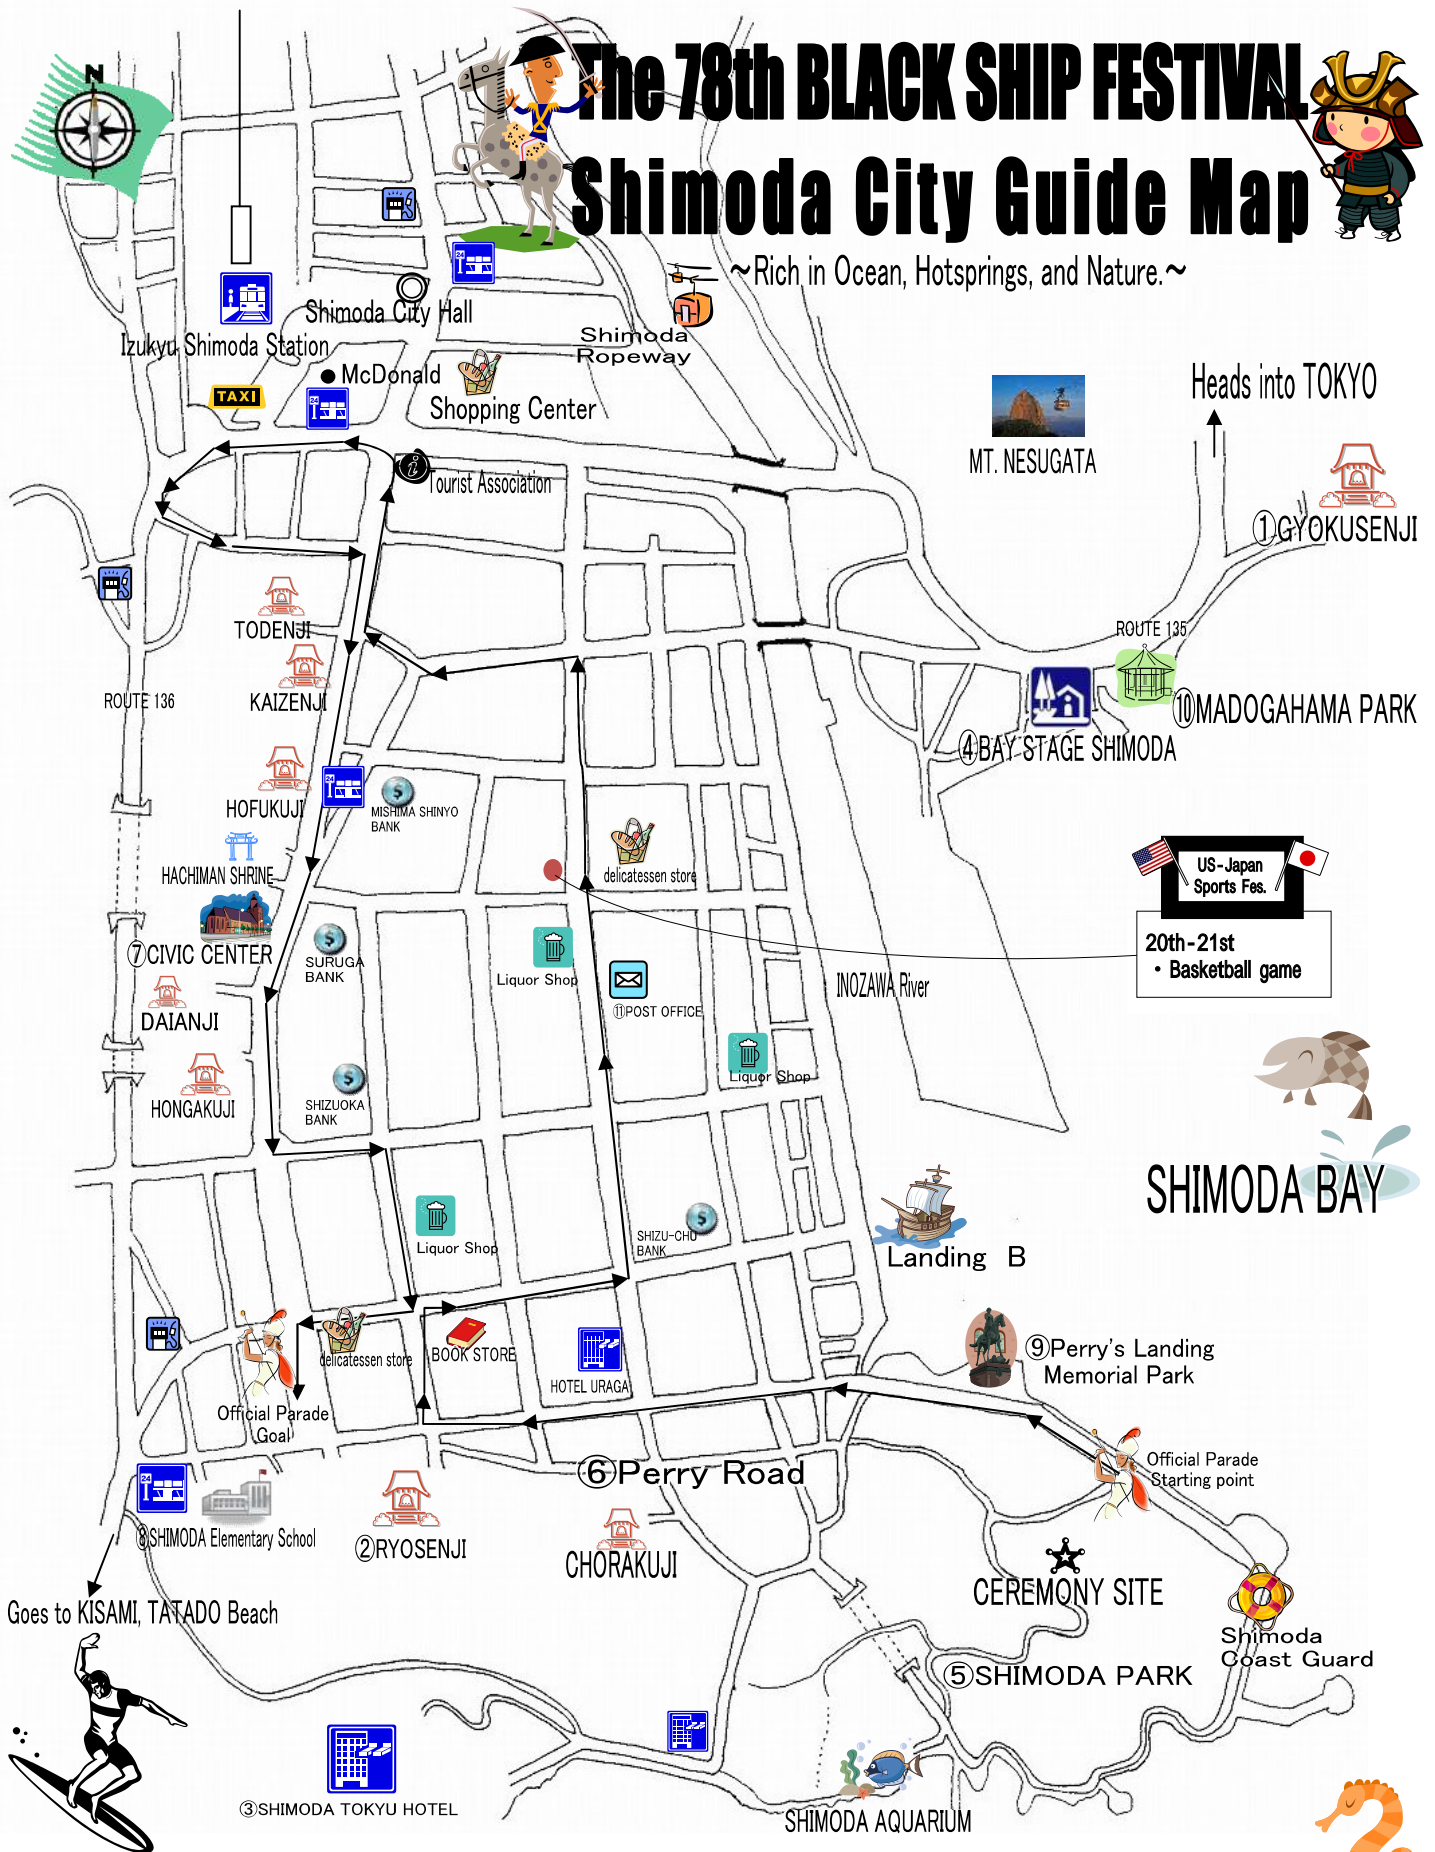 N
The 78th BLACK SHIP FESTIVAL
Shimoda City Guide Map
~Rich in Ocean, Hotsprings, and Nature.~
24
Shimoda City Hall
Izukyu Shimoda Station
Shimoda
Ropeway
McDonald
TAXI
24
Shopping Center
Heads into TOKYO
MT. NESUGATA
i
Tourist Association
①GYOKUSENJI
TODENJI
ROUTE 135
KAIZENJI
ROUTE 136
⑩MADOGAHAMA PARK
④BAY STAGE SHIMODA
HOFUKUJI
24
$
MISHIMA SHINYO
BANK
HACHIMAN SHRINE
delicatessen store
US-Japan
Sports Fes.
20th-21st
・Basketball game
⑦CIVIC CENTER
$
SURUGA
BANK
Liquor Shop
INOZAWA River
⑪POST OFFICE
DAIANJI
Liquor Shop
HONGAKUJI
$
SHIZUOKA
BANK
SHIMODA BAY
Liquor Shop
$
SHIZU-CHU
BANK
Landing B
delicatessen store
BOOK STORE
HOTEL URAGA
⑨Perry's Landing
Memorial Park
Official Parade
Goal
⑥Perry Road
Official Parade
Starting point
24
⑧SHIMODA Elementary School
②RYOSENJI
CHORAKUJI
CEREMONY SITE
Goes to KISAMI, TATADO Beach
Shimoda
Coast Guard
⑤SHIMODA PARK
③SHIMODA TOKYU HOTEL
SHIMODA AQUARIUM